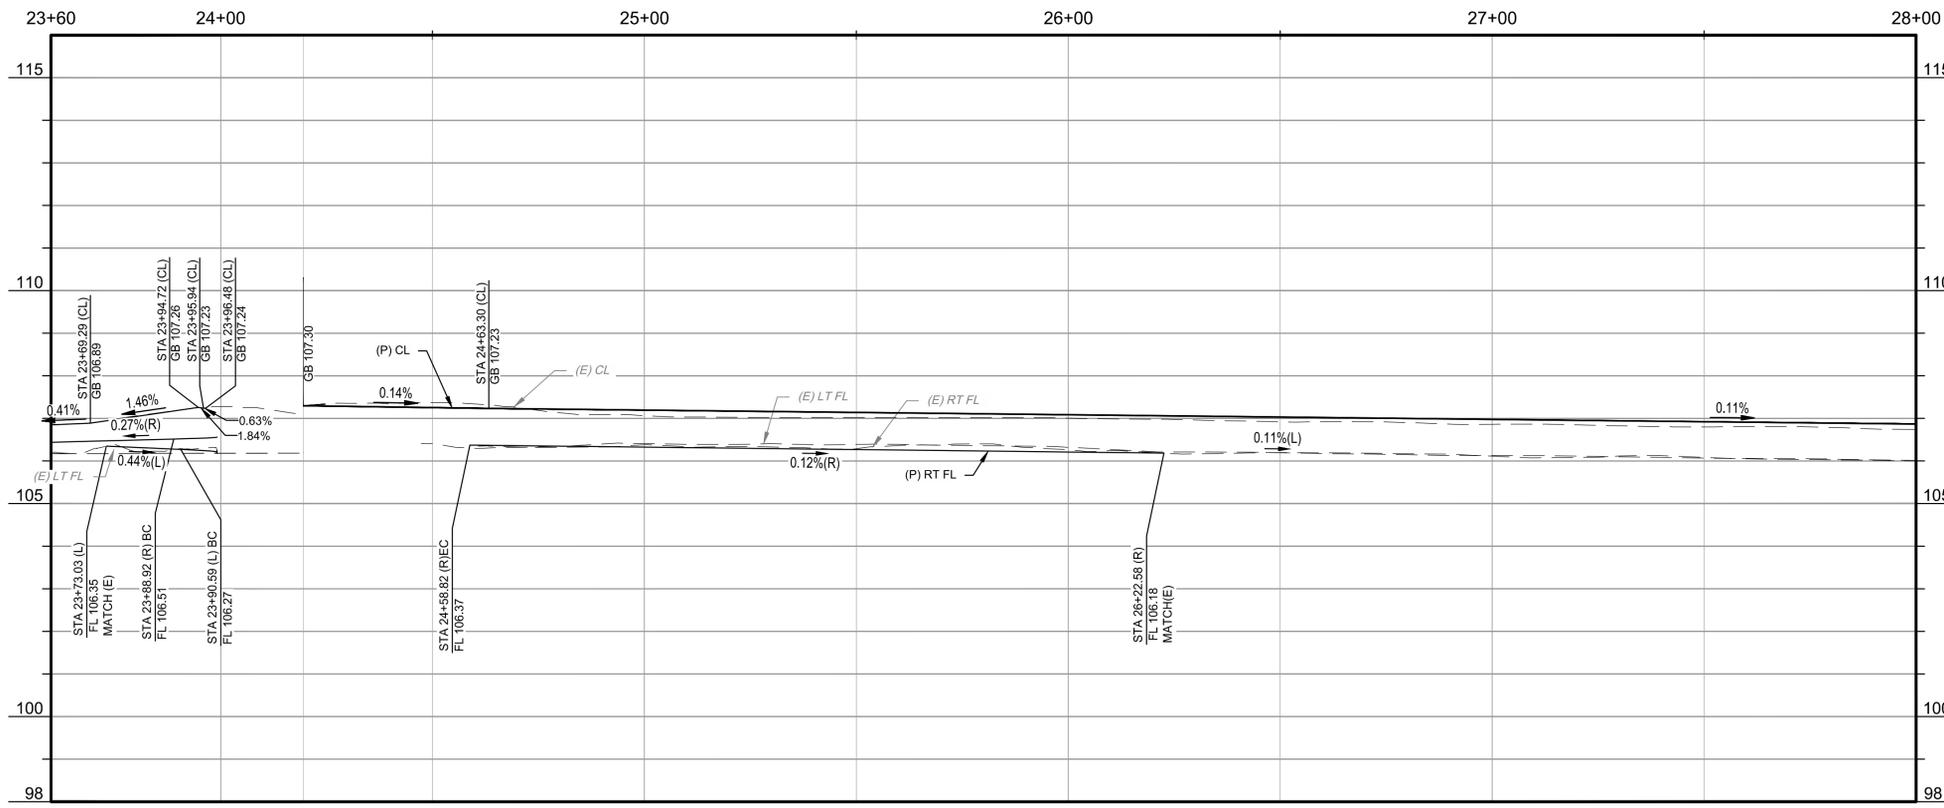 23+60
24+00
25+00
26+00
27+00
28+00
115
115
110
110
105
105
100
100
98
98
STA 23+69.29 (CL)
GB 106.89
STA 23+94.72 (CL)
GB 107.26
STA 23+95.94 (CL)
GB 107.23
STA 23+96.48 (CL)
GB 107.24
GB 107.30
STA 24+63.30 (CL)
GB 107.23
(P) CL
(E) CL
(E) LT FL
(E) RT FL
0.41%
1.46%
0.14%
0.11%
0.27%(R)
0.63%
1.84%
0.44%(L)
0.12%(R)
0.11%(L)
(E) LT FL
(P) RT FL
STA 23+73.03 (L)
FL 106.35
MATCH (E)
STA 23+88.92 (R) BC
FL 106.51
STA 23+90.59 (L) BC
FL 106.27
STA 24+58.82 (R)EC
FL 106.37
STA 26+22.58 (R)
FL 106.18
MATCH(E)